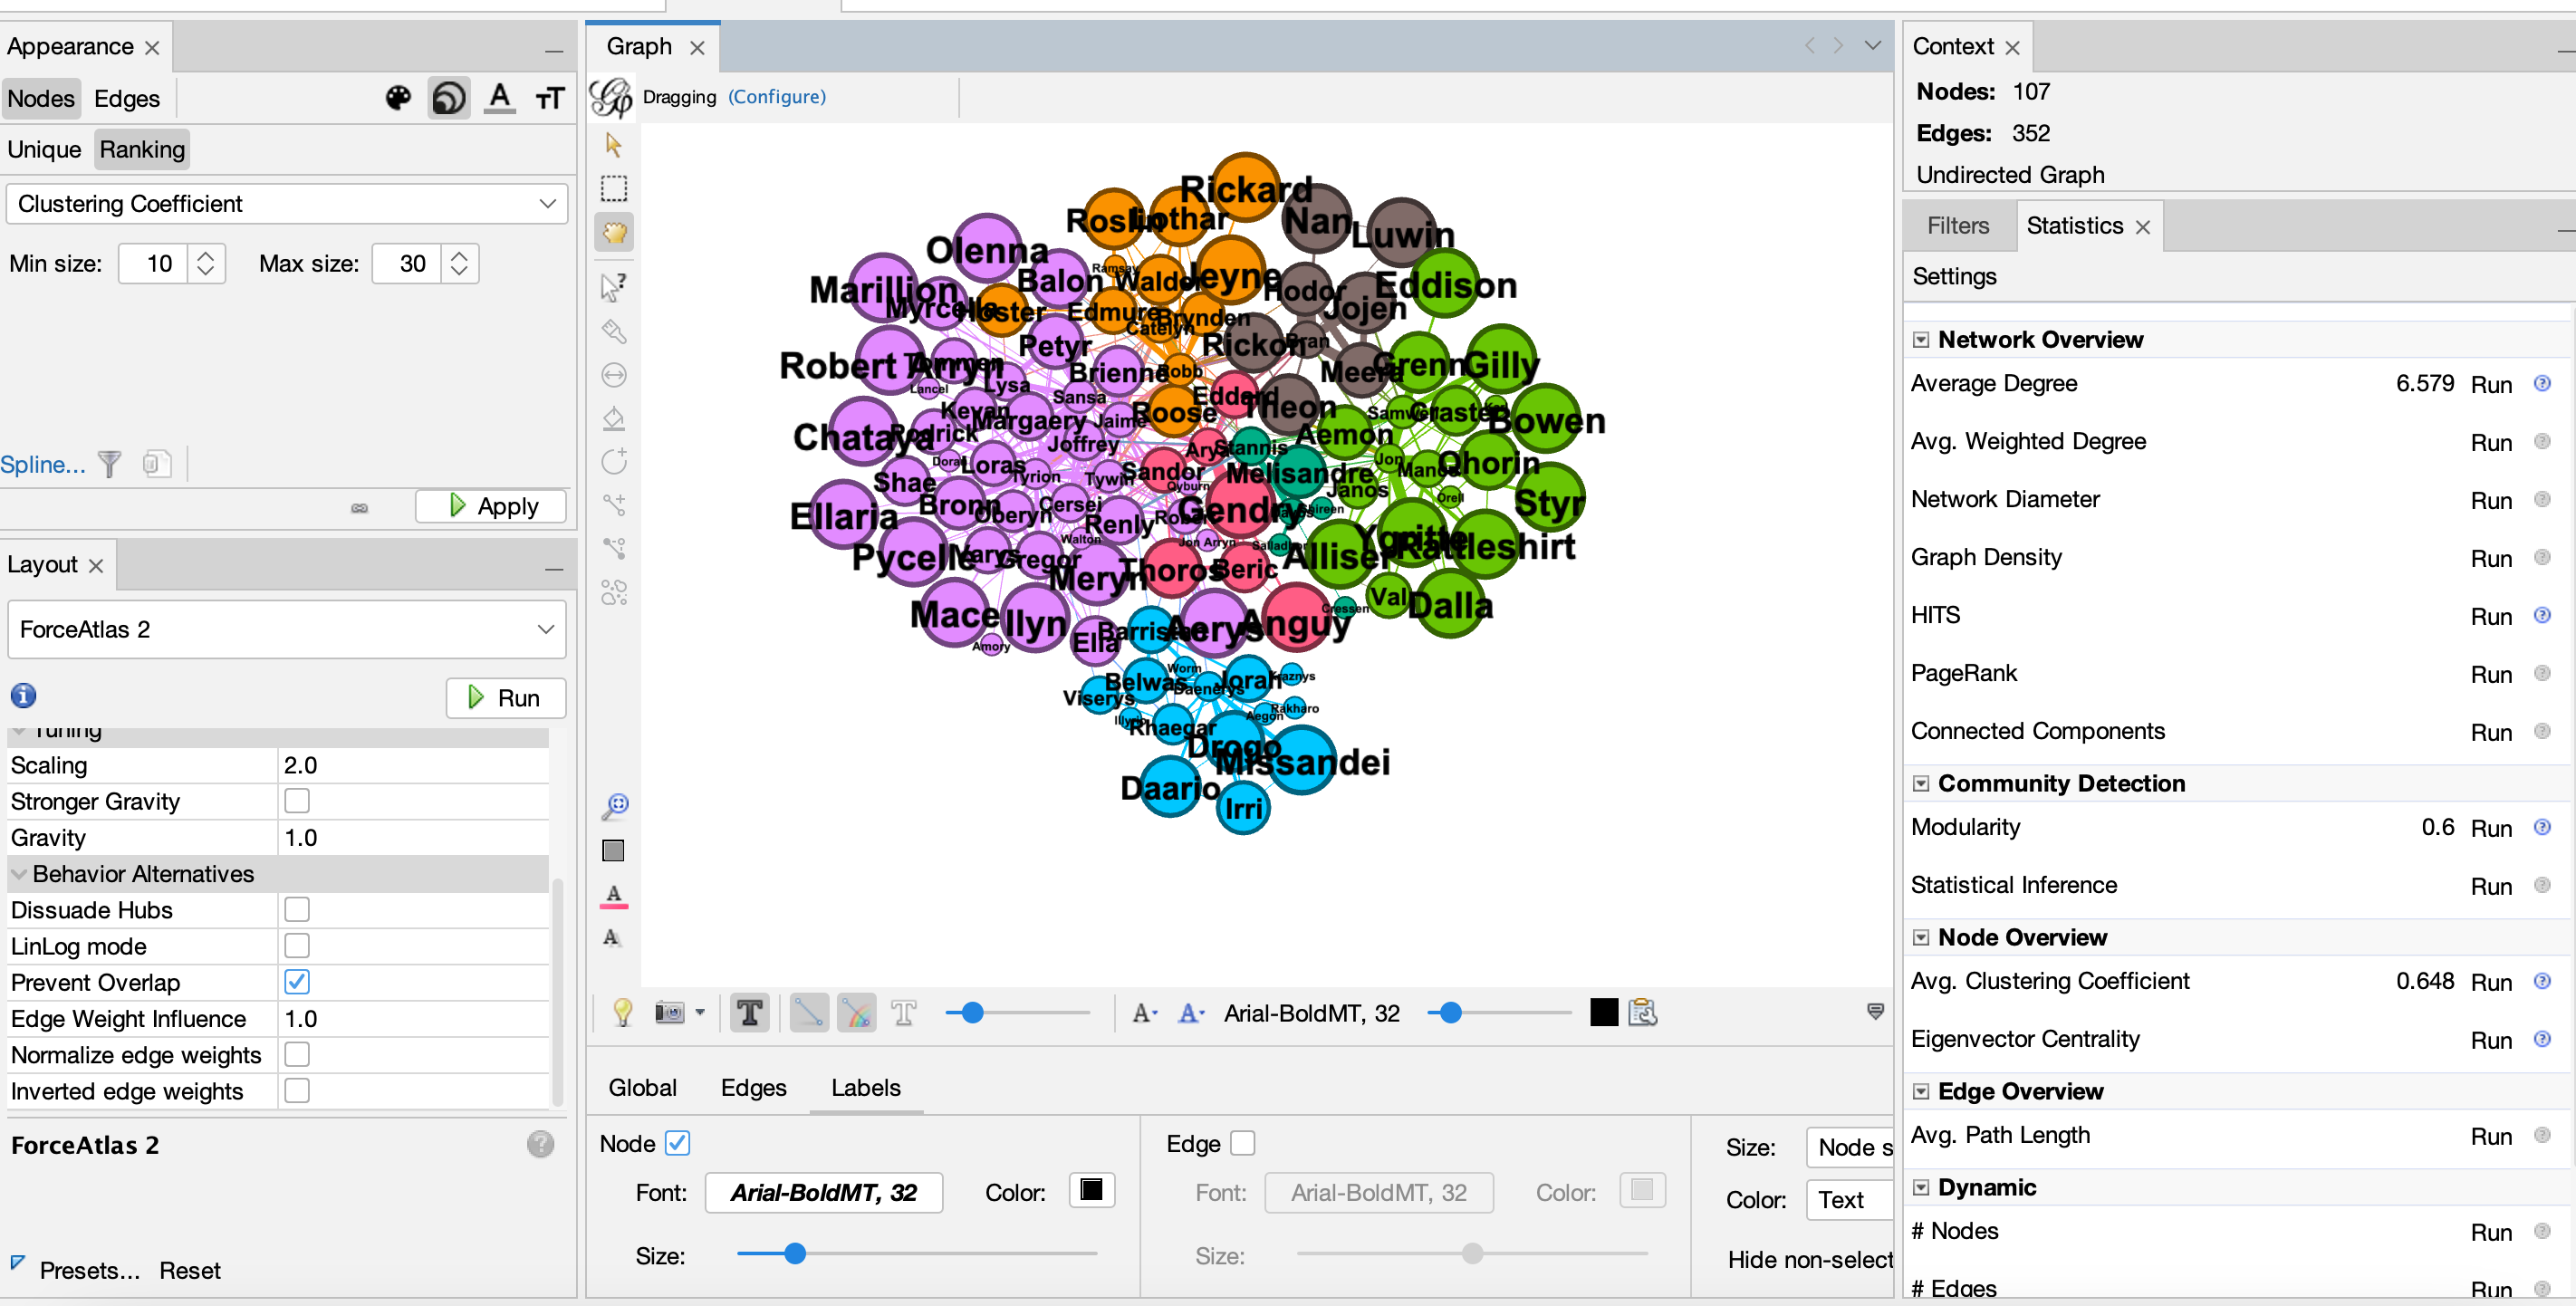 Appearance
Nodes Edges
Unique Ranking
Clustering Coefficient
Min size: 10 Max size: 30
Spline...
Apply
Layout
ForceAtlas 2
Run
Tuning
Scaling 2.0
Stronger Gravity
Gravity 1.0
Behavior Alternatives
Dissuade Hubs
LinLog mode
Prevent Overlap
Edge Weight Influence 1.0
Normalize edge weights
Inverted edge weights
ForceAtlas 2
Presets... Reset
Graph
Dragging (Configure)
Rickard
Roslin
Lothar
Nan
Luwin
Olenna
Ramsay
Balon
Walder
Jeyne
Hodor
Eddison
Marillion
Myrcella
Hoster
Edmure
Brynden
Catelyn
Jojen
Petyr
Rickon
Bran
Robert Arryn
Tommen
Lancel
Lysa
Brienne
Robb
Meera
Grenn
Gilly
Sansa
Eddard
Theon
Kevan
Margaery
Jaime
Roose
Samwell
Craster
Karl
Bowen
Chataya
Rodrick
Joffrey
Arya
Stannis
Aemon
Doran
Loras
Tyrion
Tywin
Sandor
Melisandre
Jon
Mance
Qhorin
Shae
Qyburn
Janos
Orell
Styr
Ellaria
Bronn
Oberyn
Cersei
Renly
Robert
Gendry
Davos
Shireen
Walton
Jon Arryn
Salladhor
Ygritte
Rattleshirt
Pycelle
Varys
Gregor
Meryn
Thoros
Beric
Alliser
Mace
Ilyn
Amory
Ella
Barristan
Aerys
Anguy
Cressen
Val
Dalla
Worm
Belwas
Daenerys
Jorah
Kraznys
Viserys
Illyrio
Rhaegar
Aegon
Rakharo
Drogo
Missandei
Daario
Irri
Arial-BoldMT, 32
Global Edges Labels
Node Edge
Font: Arial-BoldMT, 32 Color: Font: Arial-BoldMT, 32 Color:
Size: Size:
Size: Node s
Color: Text
Hide non-select
Context
Nodes: 107
Edges: 352
Undirected Graph
Filters Statistics
Settings
Network Overview
Average Degree 6.579 Run
Avg. Weighted Degree Run
Network Diameter Run
Graph Density Run
HITS Run
PageRank Run
Connected Components Run
Community Detection
Modularity 0.6 Run
Statistical Inference Run
Node Overview
Avg. Clustering Coefficient 0.648 Run
Eigenvector Centrality Run
Edge Overview
Avg. Path Length Run
Dynamic
# Nodes Run
# Edges Run